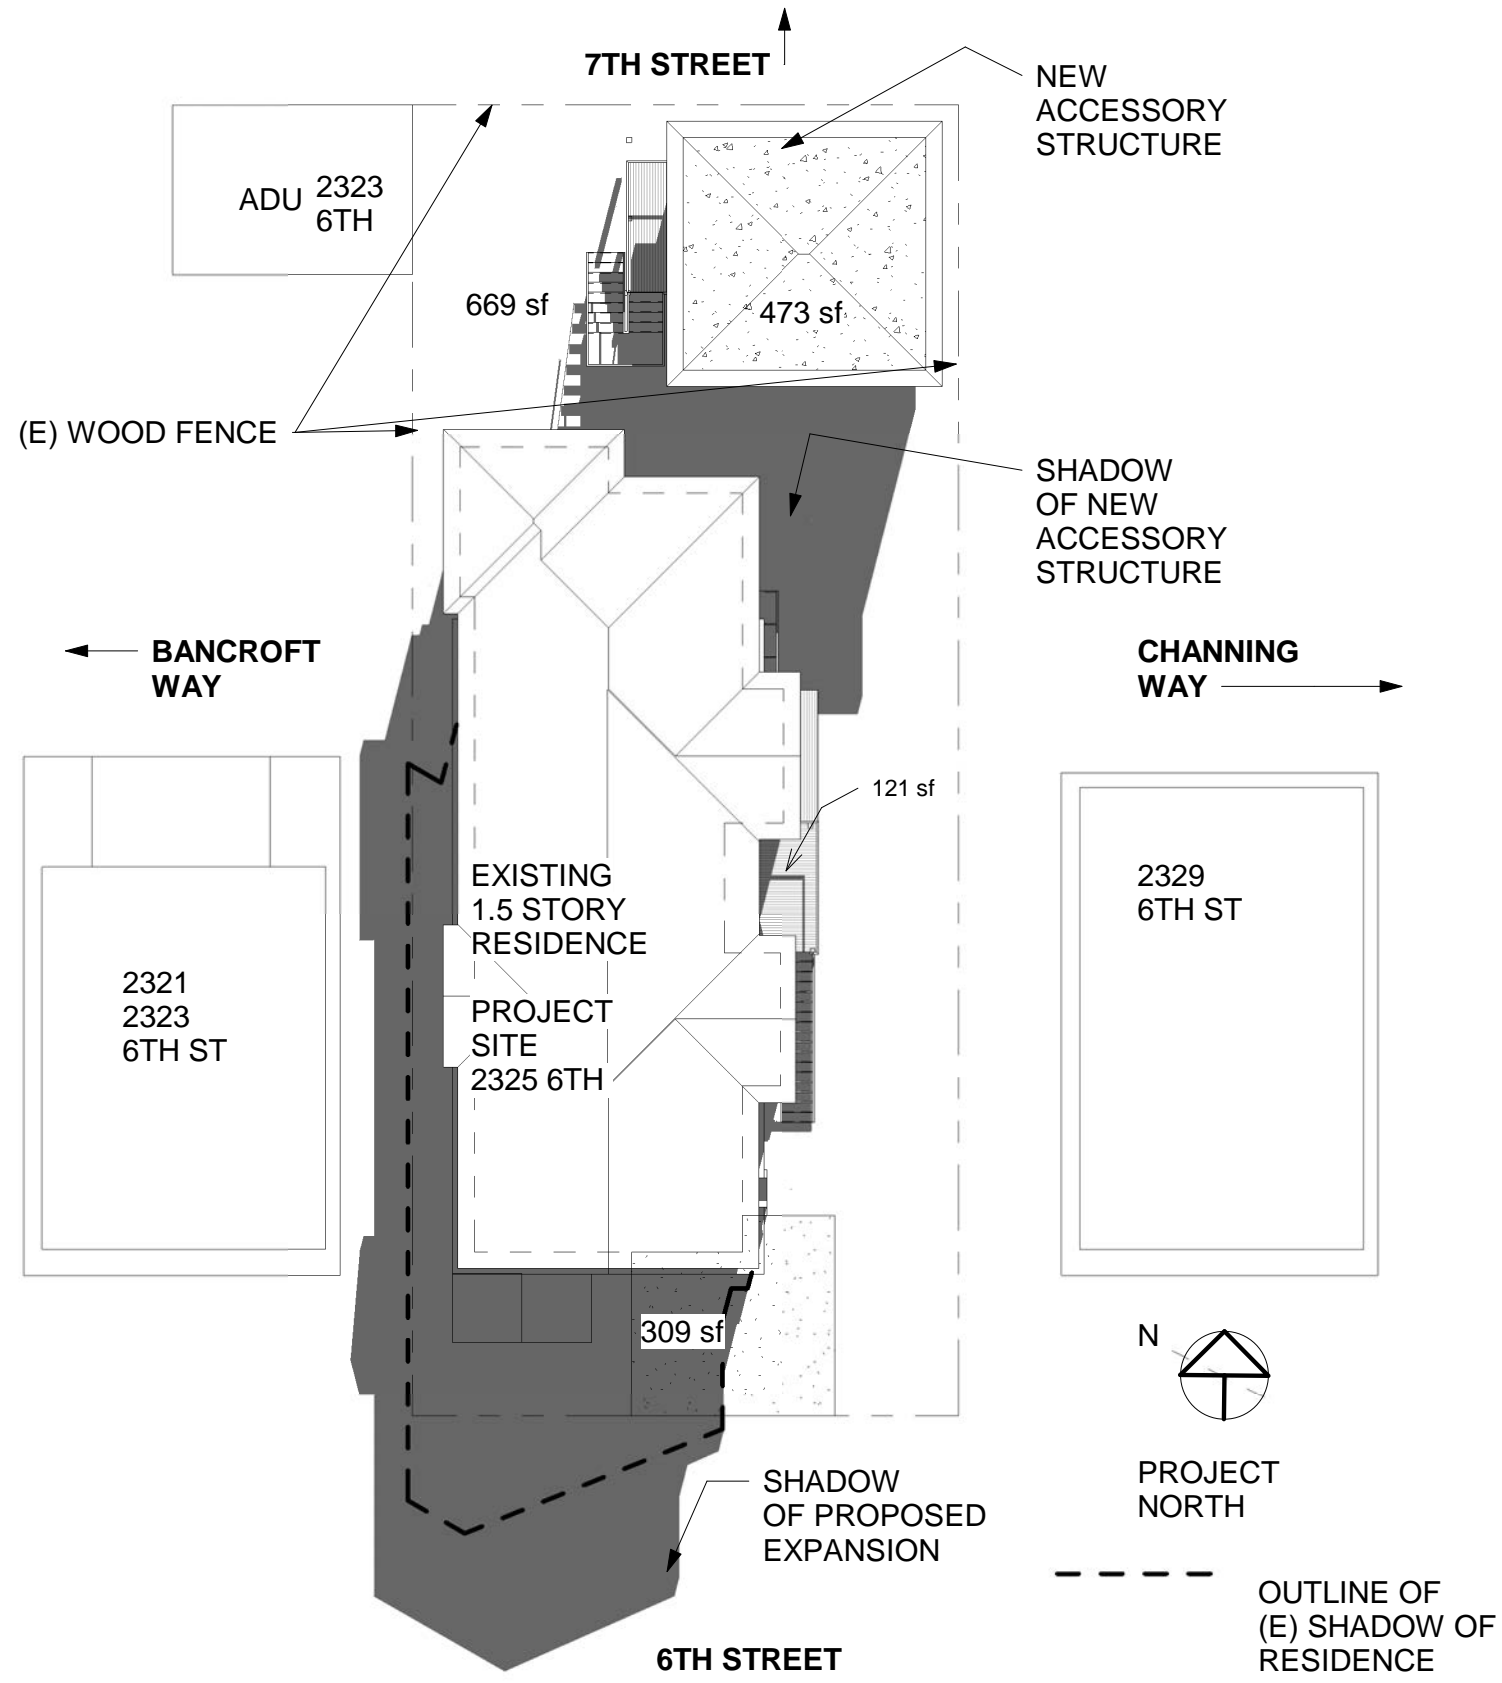 7TH STREET
NEW
ACCESSORY
STRUCTURE
ADU
2323
6TH
669 sf
473 sf
(E) WOOD FENCE
SHADOW
OF NEW
ACCESSORY
STRUCTURE
BANCROFT
WAY
CHANNING
WAY
121 sf
EXISTING
1.5 STORY
RESIDENCE
PROJECT
SITE
2325 6TH
2329
6TH ST
2321
2323
6TH ST
309 sf
N
PROJECT
NORTH
SHADOW
OF PROPOSED
EXPANSION
OUTLINE OF
(E) SHADOW OF
RESIDENCE
6TH STREET